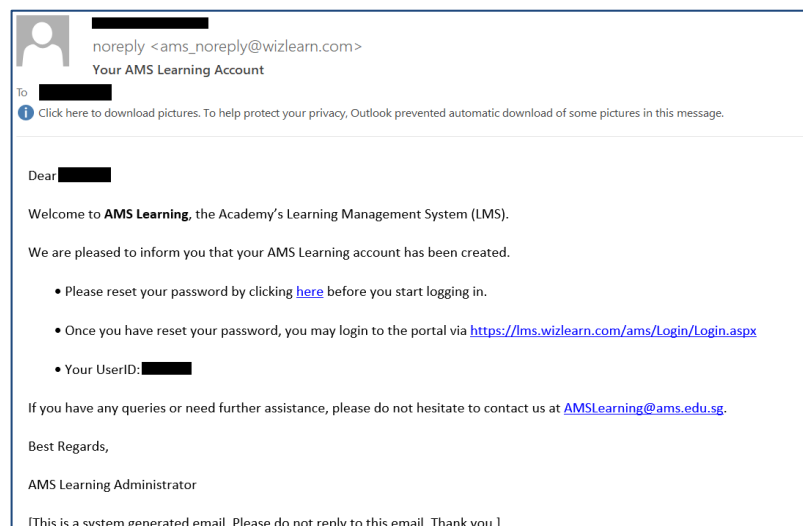 noreply <ams_noreply@wizlearn.com>
Your AMS Learning Account
To
Click here to download pictures. To help protect your privacy, Outlook prevented automatic download of some pictures in this message.
Dear
Welcome to AMS Learning, the Academy's Learning Management System (LMS).
We are pleased to inform you that your AMS Learning account has been created.
• Please reset your password by clicking here before you start logging in.
• Once you have reset your password, you may login to the portal via https://lms.wizlearn.com/ams/Login/Login.aspx
• Your UserID:
If you have any queries or need further assistance, please do not hesitate to contact us at AMSLearning@ams.edu.sg.
Best Regards,
AMS Learning Administrator
[This is a system generated email. Please do not reply to this email. Thank you.]